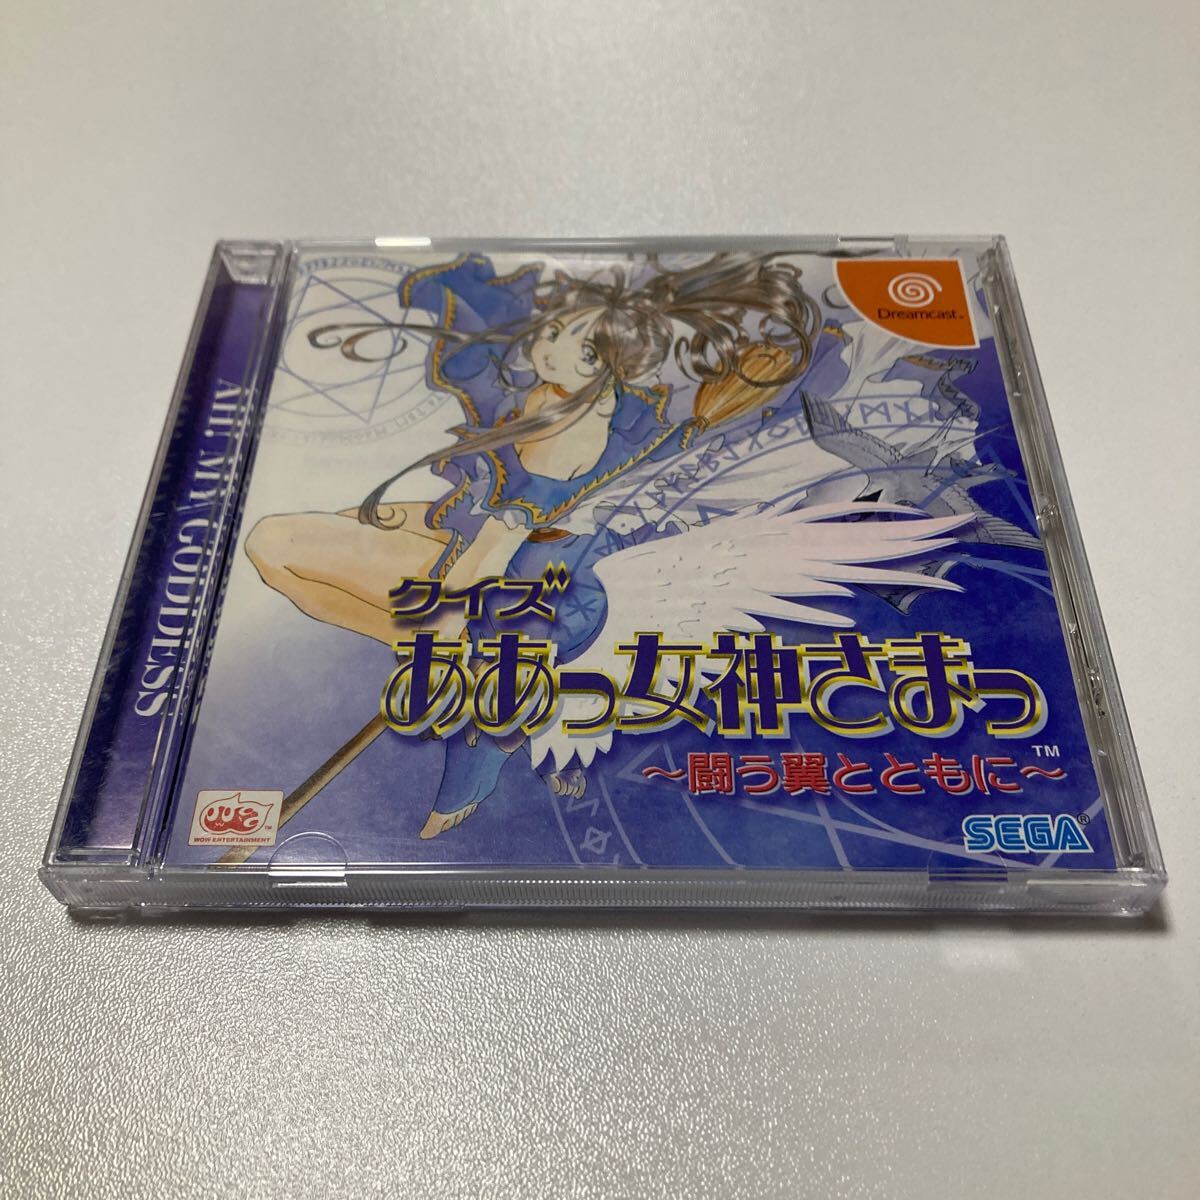 Dreamcast
AH! MY GODDESS
クイズ
ああっ女神さまっ
～闘う翼とともに～
TM
WOW ENTERTAINMENT
SEGA®